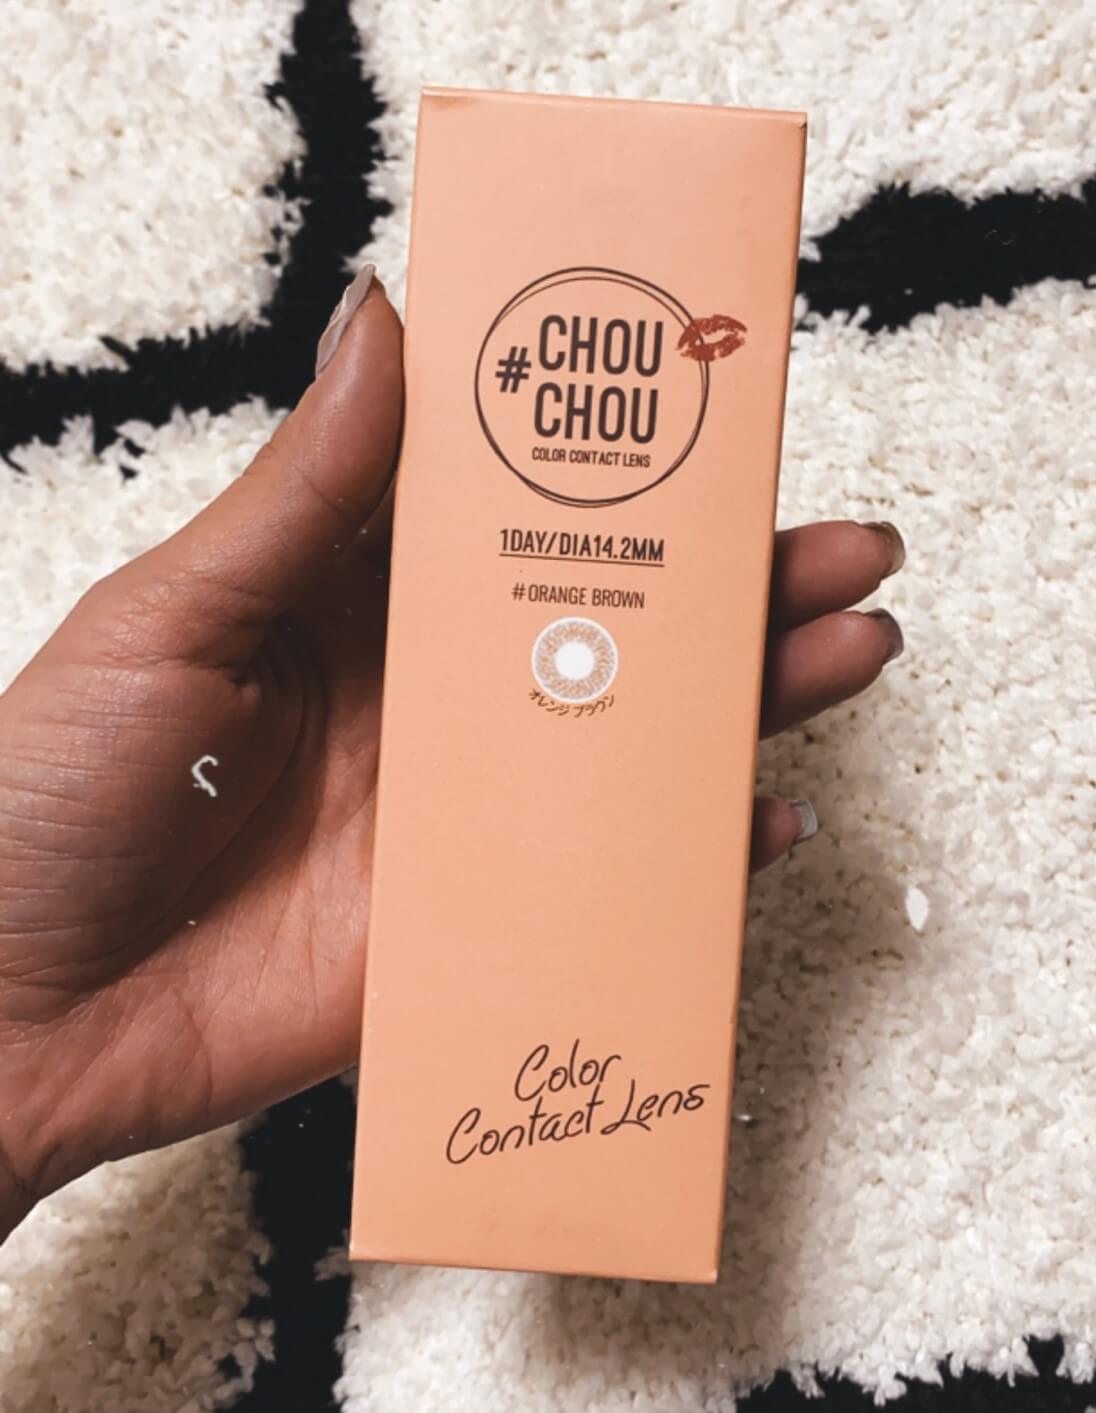 #CHOU
CHOU
COLOR CONTACT LENS
1DAY/DIA14.2MM
#ORANGE BROWN
オレンジブラウン
Color
Contact Lens